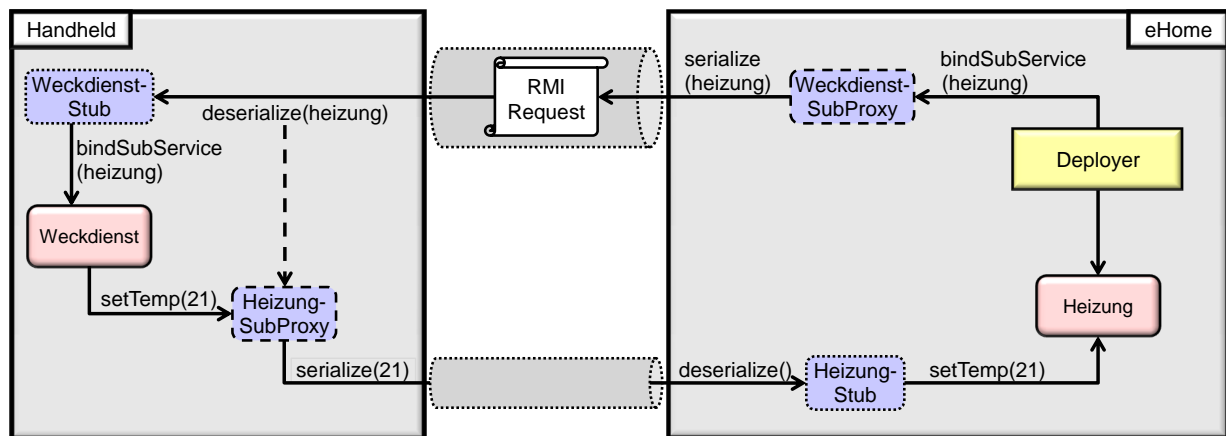 Handheld
eHome
Weckdienst-
Stub
deserialize(heizung)
RMI
Request
serialize
(heizung)
Weckdienst-
SubProxy
bindSubService
(heizung)
bindSubService
(heizung)
Deployer
Weckdienst
setTemp(21)
Heizung-
SubProxy
Heizung
serialize(21)
deserialize()
Heizung-
Stub
setTemp(21)